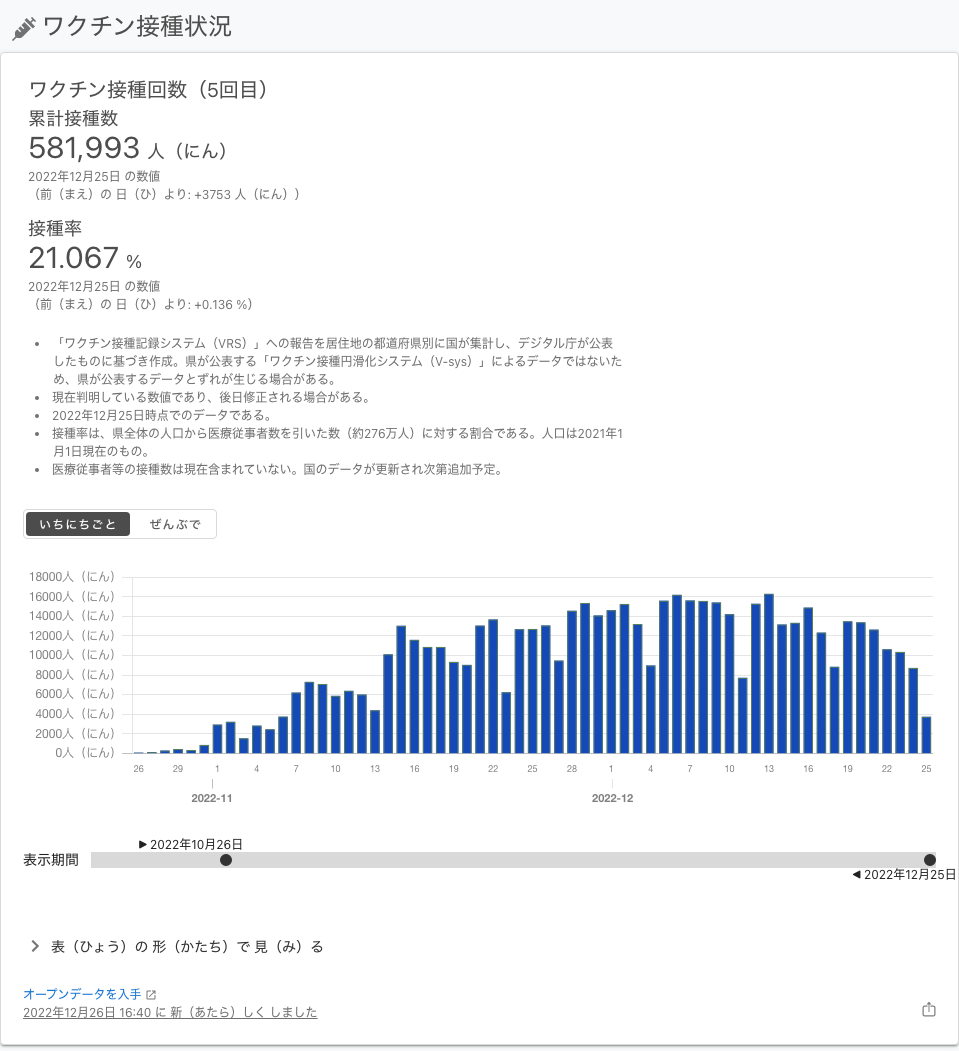 ワクチン接種状況
ワクチン接種回数（5回目）
累計接種数
581,993 人（にん）
2022年12月25日 の数値
（前（まえ）の 日（ひ）より: +3753 人（にん））
接種率
21.067 %
2022年12月25日 の数値
（前（まえ）の 日（ひ）より: +0.136 %）
• 「ワクチン接種記録システム（VRS）」への報告を居住地の都道府県別に国が集計し、デジタル庁が公表
したものに基づき作成。県が公表する「ワクチン接種円滑化システム（V-sys）」によるデータではないた
め、県が公表するデータとずれが生じる場合がある。
• 現在判明している数値であり、後日修正される場合がある。
• 2022年12月25日時点でのデータである。
• 接種率は、県全体の人口から医療従事者数を引いた数（約276万人）に対する割合である。人口は2021年1
月1日現在のもの。
• 医療従事者等の接種数は現在含まれていない。国のデータが更新され次第追加予定。
いちにちごと ぜんぶで
18000人（にん）
16000人（にん）
14000人（にん）
12000人（にん）
10000人（にん）
8000人（にん）
6000人（にん）
4000人（にん）
2000人（にん）
0人（にん）
26 29 1 4 7 10 13 16 19 22 25 28 1 4 7 10 13 16 19 22 25
2022-11 2022-12
2022年10月26日
表示期間
2022年12月25日
表（ひょう）の 形（かたち）で 見（み）る
オープンデータを入手
2022年12月26日 16:40 に 新（あたら）しく しました